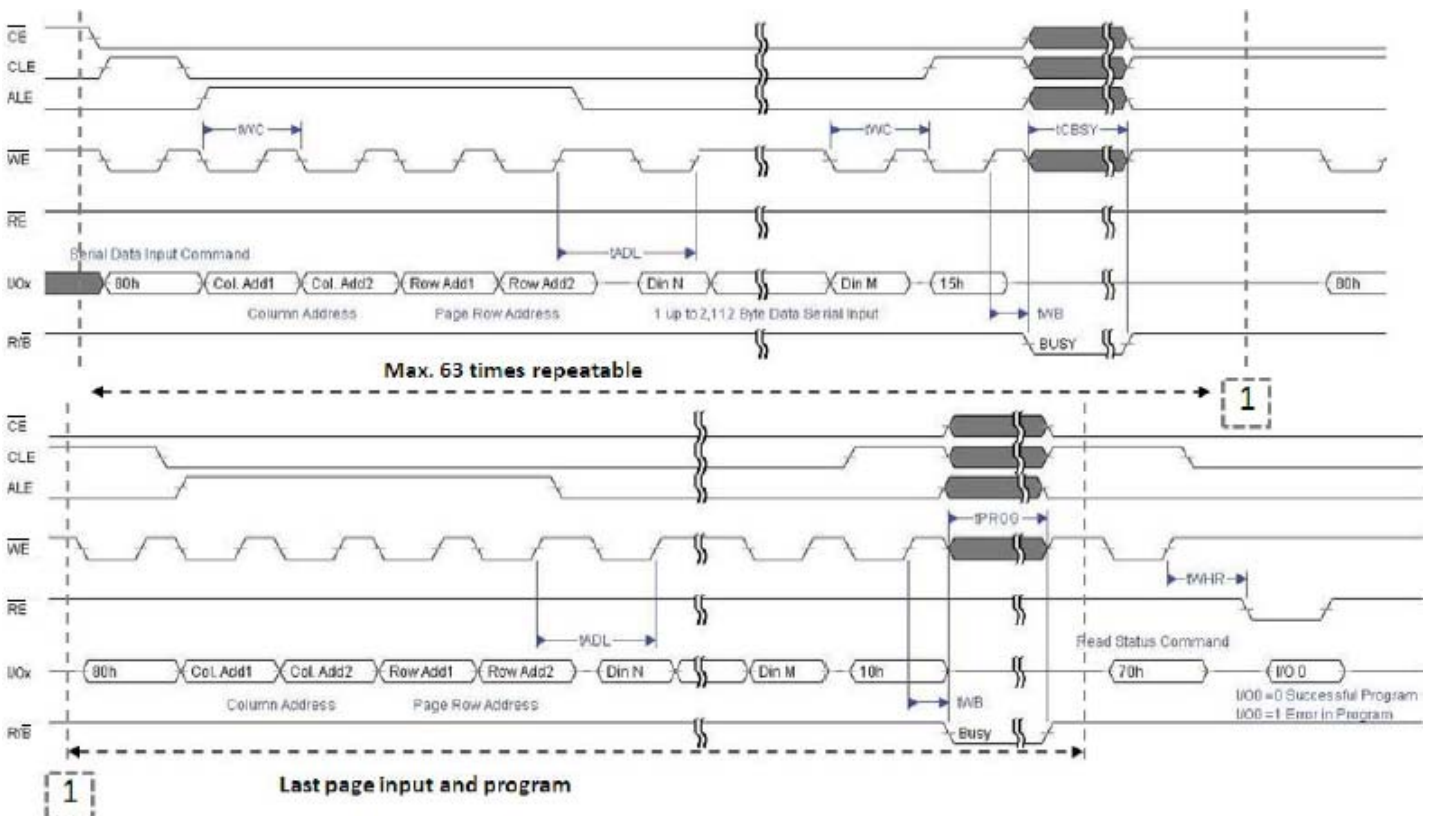 CE
CLE
ALE
tWC tWC tCBSY
WE
RE
tADL
Serial Data Input Command
I/Ox 80h Col. Add1 Col. Add2 Row Add1 Row Add2 Din N Din M 15h 80h
Column Address Page Row Address 1 up to 2,112 Byte Data Serial Input tWB
R/B BUSY
Max. 63 times repeatable
1
CE
CLE
ALE
tPROG
WE
tWHR
RE
tADL Read Status Command
I/Ox 80h Col. Add1 Col. Add2 Row Add1 Row Add2 Din N Din M 10h 70h I/O 0
Column Address Page Row Address tWB I/O0 =0 Successful Program
I/O0 =1 Error in Program
R/B Busy
1 Last page input and program